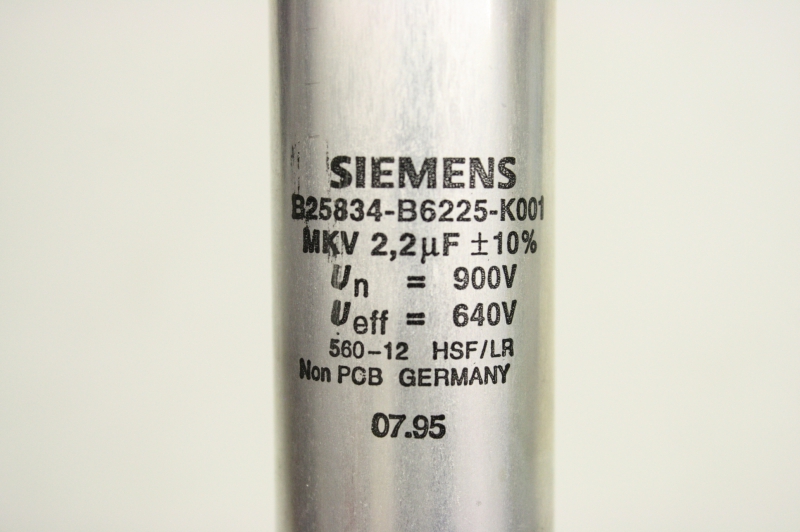 SIEMENS
B25834-B6225-K001
MKV 2,2µF ±10%
Un = 900V
Ueff = 640V
560-12 HSF/LR
Non PCB GERMANY
07.95